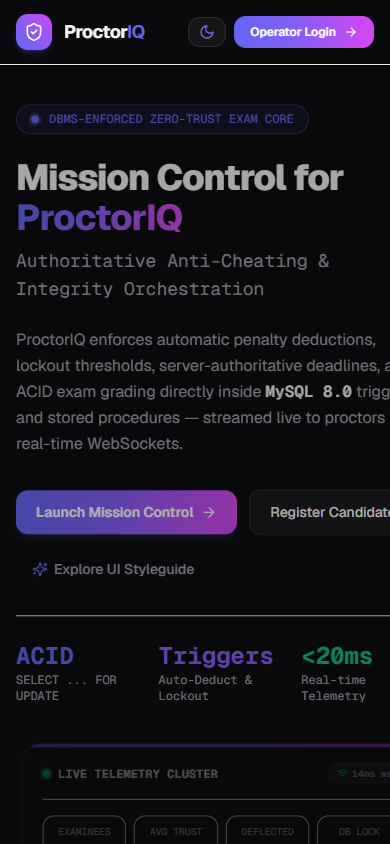 ProctorIQ
Operator Login →
DBMS-ENFORCED ZERO-TRUST EXAM CORE
Mission Control for
ProctorIQ
Authoritative Anti-Cheating &
Integrity Orchestration
ProctorIQ enforces automatic penalty deductions,
lockout thresholds, server-authoritative deadlines,
ACID exam grading directly inside MySQL 8.0
and stored procedures — streamed live to proctors
real-time WebSockets.
Launch Mission Control →
Register
Explore UI Styleguide
ACID
SELECT ... FOR
UPDATE
Triggers
Auto-Deduct &
Lockout
<20ms
Real-time
Telemetry
LIVE TELEMETRY CLUSTER
14ms
EXAMINEES
AVG TRUST
DEFLECTED
DB LOCK